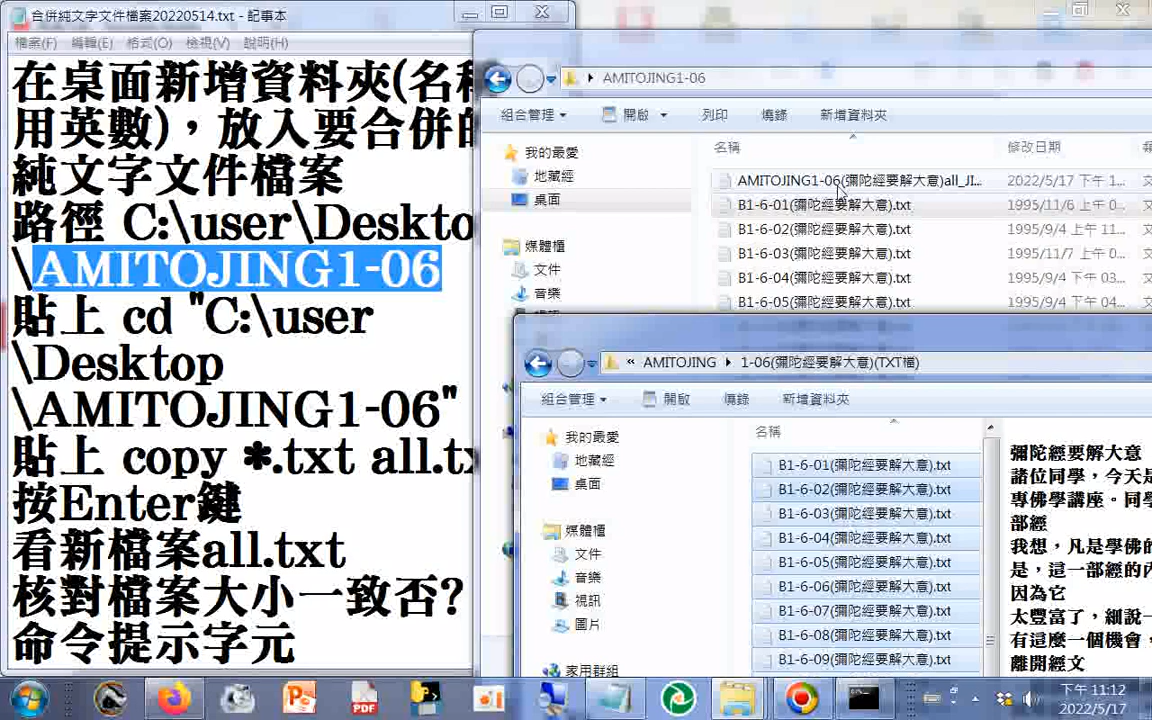 合併純文字文件檔案20220514.txt - 記事本
檔案(F) 編輯(E) 格式(O) 檢視(V) 說明(H)
在桌面新增資料夾(名稱
用英數)，放入要合併的
純文字文件檔案
路徑 C:\user\Deskto
\AMITOJING1-06
貼上 cd "C:\user
\Desktop
\AMITOJING1-06"
貼上 copy *.txt all.tx
按Enter鍵
看新檔案all.txt
核對檔案大小一致否?
命令提示字元
AMITOJING1-06
組合管理 開啟 列印 燒錄 新增資料夾
我的最愛
地藏經
桌面
媒體櫃
文件
音樂
名稱 修改日期
AMITOJING1-06(彌陀經要解大意)all_JI... 2022/5/17 下午 1...
B1-6-01(彌陀經要解大意).txt 1995/11/6 上午 0...
B1-6-02(彌陀經要解大意).txt 1995/9/4 上午 11...
B1-6-03(彌陀經要解大意).txt 1995/11/7 上午 0...
B1-6-04(彌陀經要解大意).txt 1995/9/4 下午 03...
B1-6-05(彌陀經要解大意).txt 1995/9/4 下午 04...
« AMITOJING 1-06(彌陀經要解大意)(TXT檔)
組合管理 開啟 燒錄 新增資料夾
我的最愛
地藏經
桌面
媒體櫃
文件
音樂
視訊
圖片
家用群組
名稱
B1-6-01(彌陀經要解大意).txt
B1-6-02(彌陀經要解大意).txt
B1-6-03(彌陀經要解大意).txt
B1-6-04(彌陀經要解大意).txt
B1-6-05(彌陀經要解大意).txt
B1-6-06(彌陀經要解大意).txt
B1-6-07(彌陀經要解大意).txt
B1-6-08(彌陀經要解大意).txt
B1-6-09(彌陀經要解大意).txt
彌陀經要解大意
諸位同學，今天是
專佛學講座。同學
部經
我想，凡是學佛的
是，這一部經的內
因為它
太豐富了，細說一
有這麼一個機會，
離開經文
PDF
下午 11:12
2022/5/17